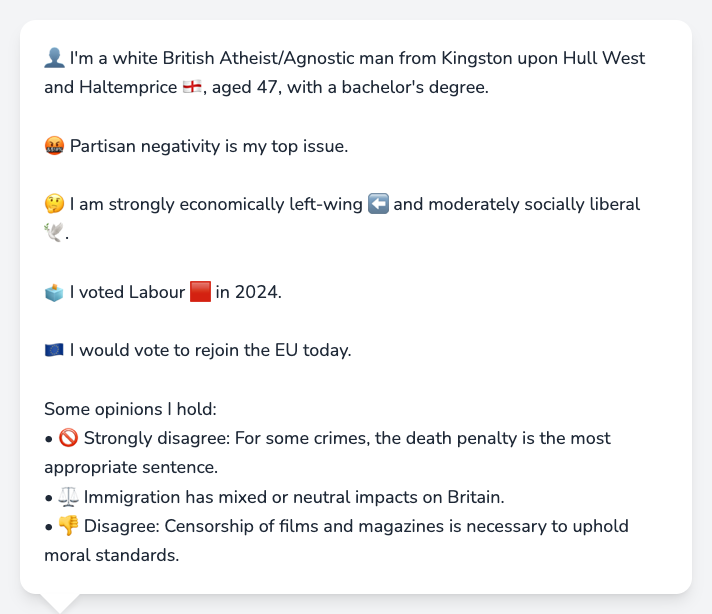 👤 I'm a white British Atheist/Agnostic man from Kingston upon Hull West
and Haltemprice 🏴󠁧󠁢󠁥󠁮󠁧󠁿, aged 47, with a bachelor's degree.
🤬 Partisan negativity is my top issue.
🤔 I am strongly economically left-wing ⬅️ and moderately socially liberal
🕊️.
🗳️ I voted Labour 🟥 in 2024.
🇪🇺 I would vote to rejoin the EU today.
Some opinions I hold:
• 🚫 Strongly disagree: For some crimes, the death penalty is the most
appropriate sentence.
• ⚖️ Immigration has mixed or neutral impacts on Britain.
• 👎 Disagree: Censorship of films and magazines is necessary to uphold
moral standards.